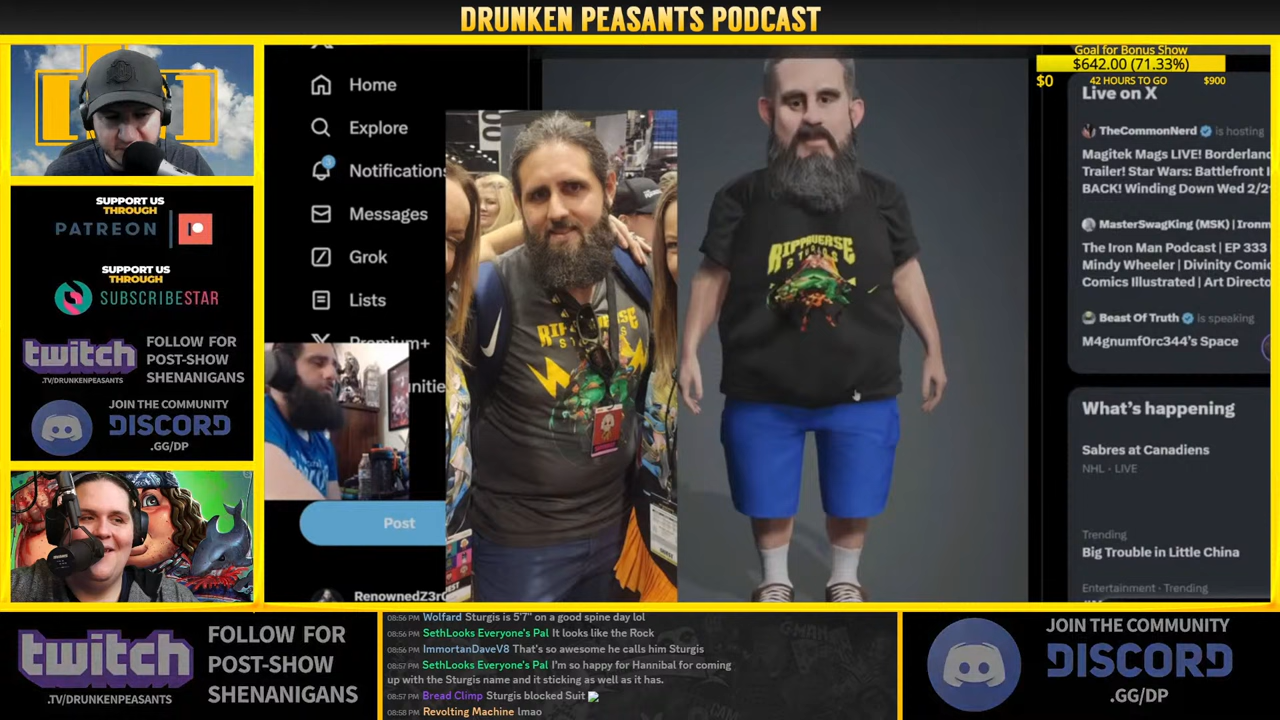 DRUNKEN PEASANTS PODCAST
SUPPORT US
THROUGH
PATREON
SUPPORT US
THROUGH
SUBSCRIBESTAR
twitch
.TV/DRUNKENPEASANTS
FOLLOW FOR
POST-SHOW
SHENANIGANS
JOIN THE COMMUNITY
DISCORD
.GG/DP
Home
Explore
3
Notifications
Messages
Grok
Lists
Premium+
Post
RenownedZ3r0
RIPPAVERSE
STUDIOS
Goal for Bonus Show
$642.00 (71.33%)
$0
42 HOURS TO GO
$900
Live on X
TheCommonNerd is hosting
Magitek Mags LIVE! Borderland
Trailer! Star Wars: Battlefront I
BACK! Winding Down Wed 2/2
MasterSwagKing (MSK) | Ironm
The Iron Man Podcast | EP 333
Mindy Wheeler | Divinity Comic
Comics Illustrated | Art Directo
Beast Of Truth is speaking
M4gnumf0rc344's Space
What's happening
Sabres at Canadiens
NHL · LIVE
Trending
Big Trouble in Little China
Entertainment · Trending
twitch
.TV/DRUNKENPEASANTS
FOLLOW FOR
POST-SHOW
SHENANIGANS
08:56 PM Wolfard Sturgis is 5'7" on a good spine day lol
08:56 PM SethLooks Everyone's Pal It looks like the Rock
08:56 PM ImmortanDaveV8 That's so awesome he calls him Sturgis
08:57 PM SethLooks Everyone's Pal I'm so happy for Hannibal for coming
up with the Sturgis name and it sticking as well as it has.
08:57 PM Bread Climp Sturgis blocked Suit
08:58 PM Revolting Machine lmao
JOIN THE COMMUNITY
DISCORD
.GG/DP